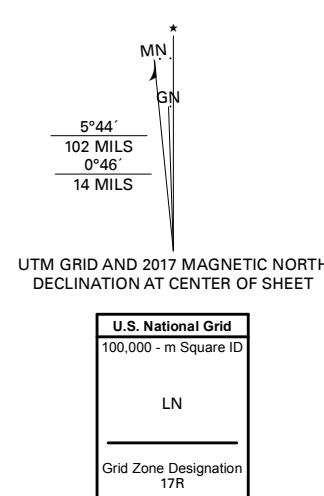 ★
MN
GN
5°44´
102 MILS
0°46´
14 MILS
UTM GRID AND 2017 MAGNETIC NORTH
DECLINATION AT CENTER OF SHEET
U.S. National Grid
100,000 - m Square ID
LN
Grid Zone Designation
17R